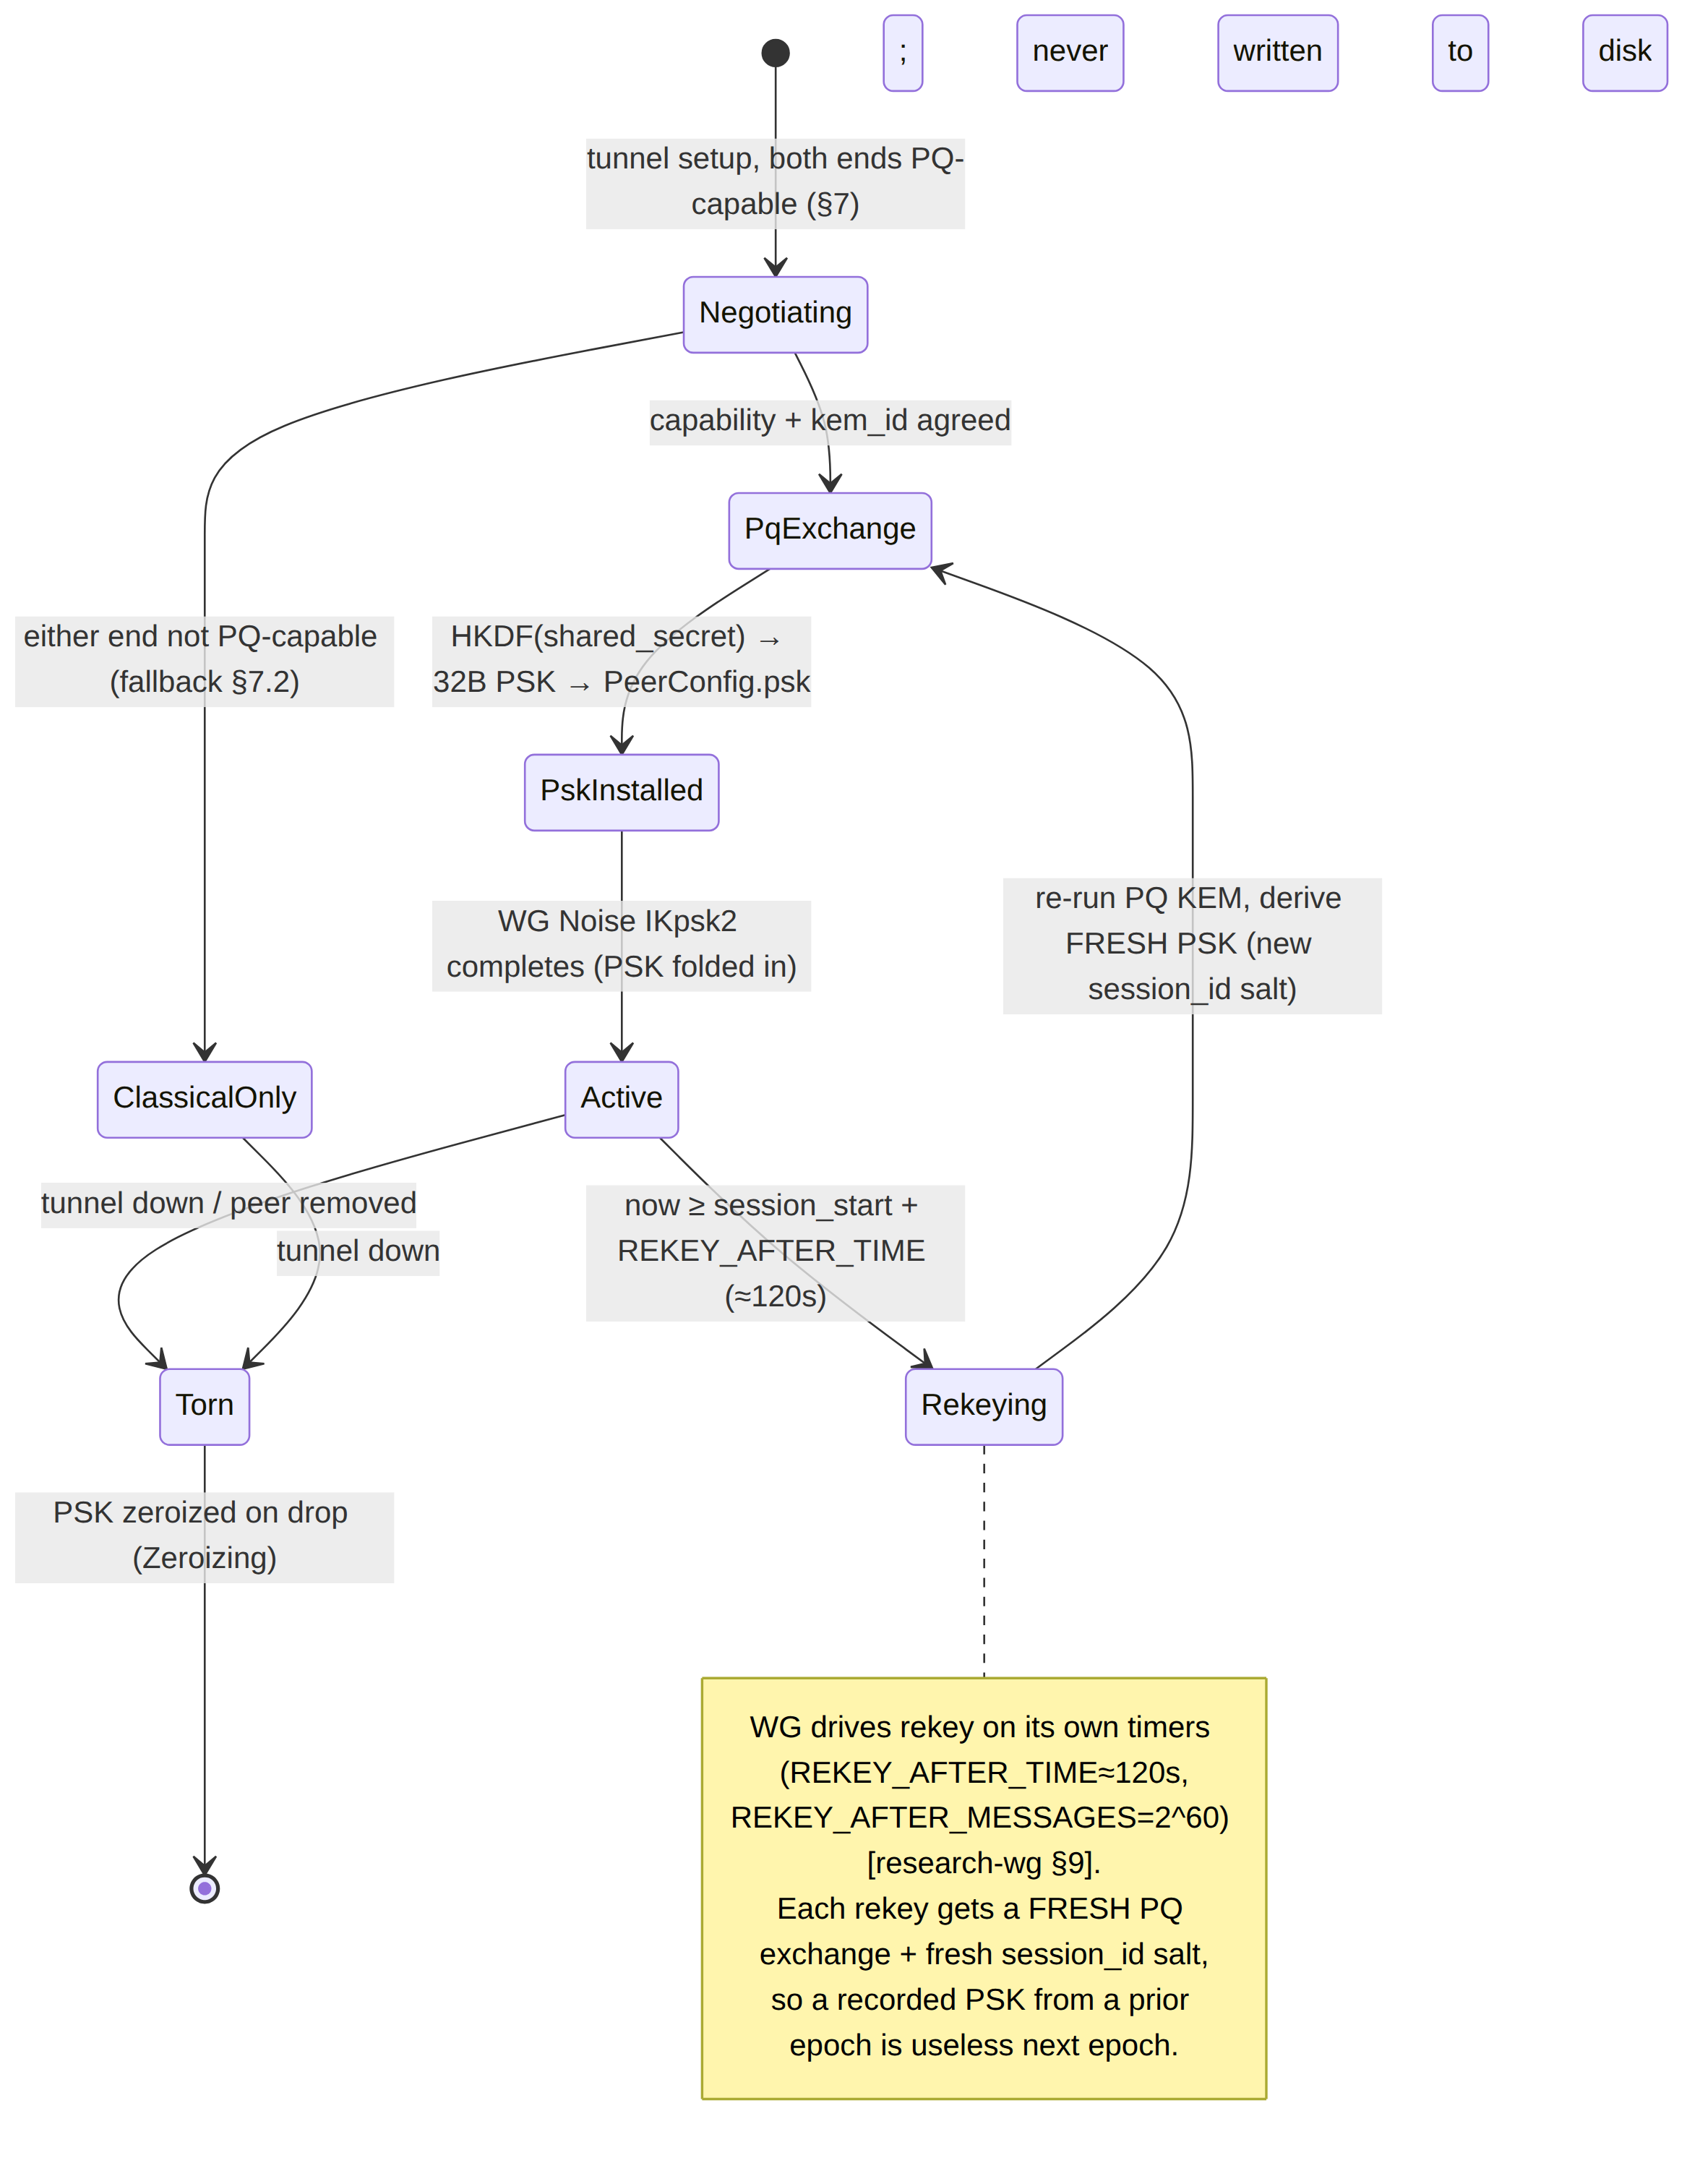 ;
never
written
to
disk
tunnel setup, both ends PQ-
capable (§7)
Negotiating
capability + kem_id agreed
PqExchange
either end not PQ-capable
(fallback §7.2)
HKDF(shared_secret) →
32B PSK → PeerConfig.psk
PskInstalled
re-run PQ KEM, derive
FRESH PSK (new
session_id salt)
WG Noise IKpsk2
completes (PSK folded in)
ClassicalOnly
Active
tunnel down / peer removed
tunnel down
now ≥ session_start +
REKEY_AFTER_TIME
(≈120s)
Torn
Rekeying
PSK zeroized on drop
(Zeroizing)
WG drives rekey on its own timers
(REKEY_AFTER_TIME≈120s,
REKEY_AFTER_MESSAGES=2^60)
[research-wg §9].
Each rekey gets a FRESH PQ
exchange + fresh session_id salt,
so a recorded PSK from a prior
epoch is useless next epoch.